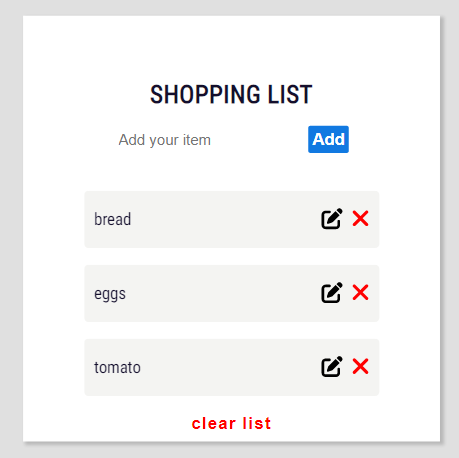 SHOPPING LIST
Add your item Add
bread
eggs
tomato
clear list